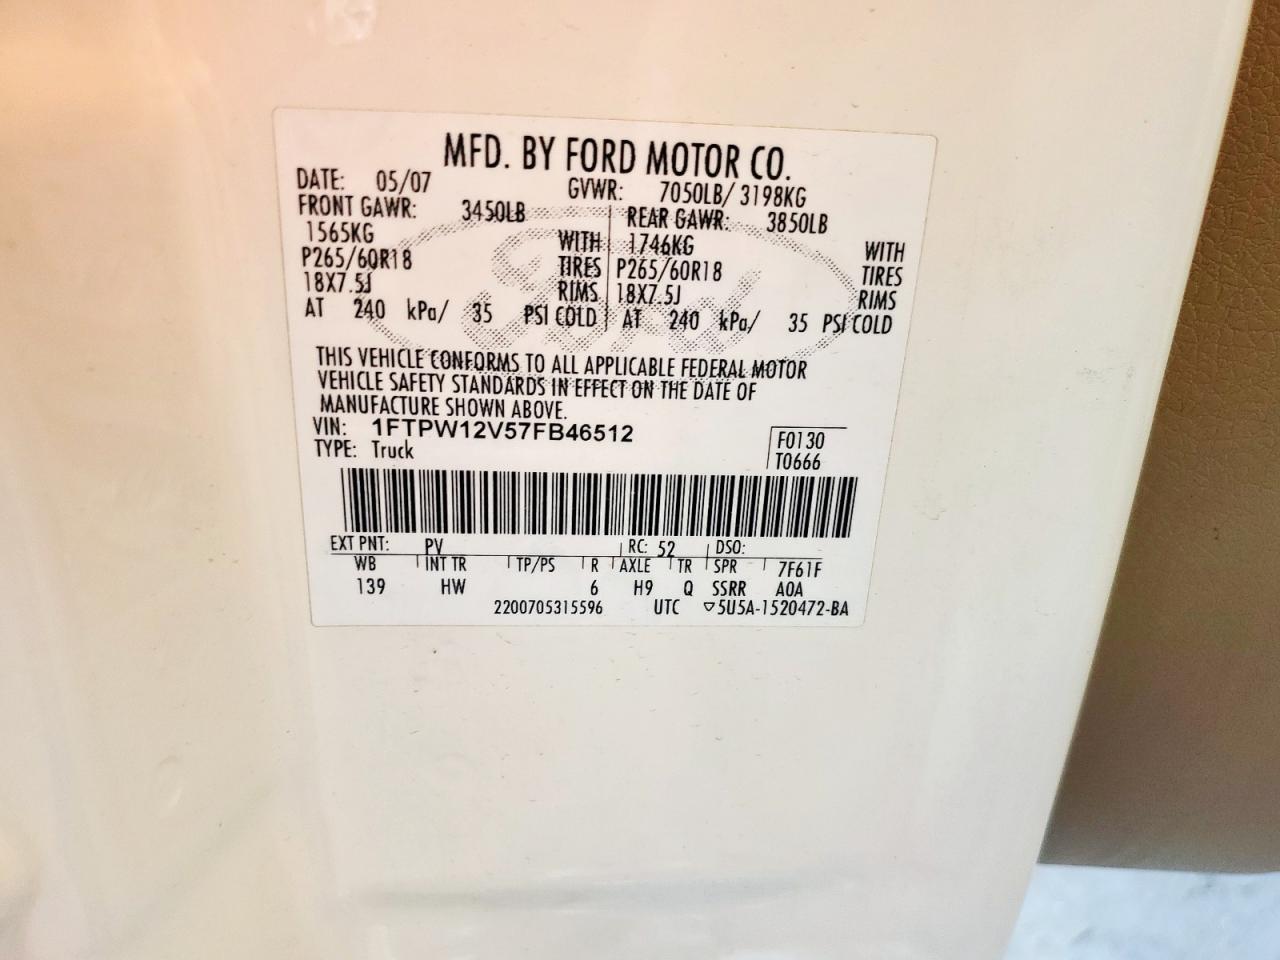 MFD. BY FORD MOTOR CO.
DATE: 05/07 GVWR: 7050LB/ 3198KG
FRONT GAWR: 3450LB REAR GAWR: 3850LB
1565KG WITH 1746KG WITH
P265/60R18 TIRES P265/60R18 TIRES
18X7.5J RIMS 18X7.5J RIMS
AT 240 kPa/ 35 PSI COLD AT 240 kPa/ 35 PSI COLD
THIS VEHICLE CONFORMS TO ALL APPLICABLE FEDERAL MOTOR
VEHICLE SAFETY STANDARDS IN EFFECT ON THE DATE OF
MANUFACTURE SHOWN ABOVE.
VIN: 1FTPW12V57FB46512 F0130
TYPE: Truck T0666
EXT PNT: PV RC: 52 DSO:
WB INT TR TP/PS R AXLE TR SPR 7F61F
139 HW 6 H9 Q SSRR A0A
2200705315596 UTC ▽5U5A-1520472-BA